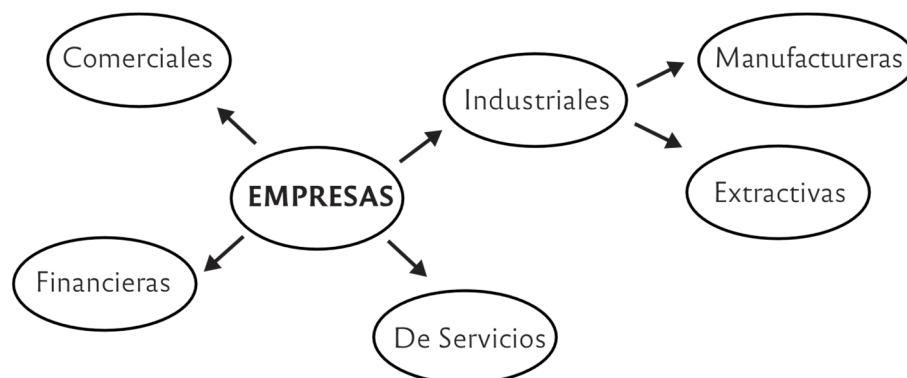 Comerciales
Manufactureras
Industriales
EMPRESAS
Extractivas
Financieras
De Servicios